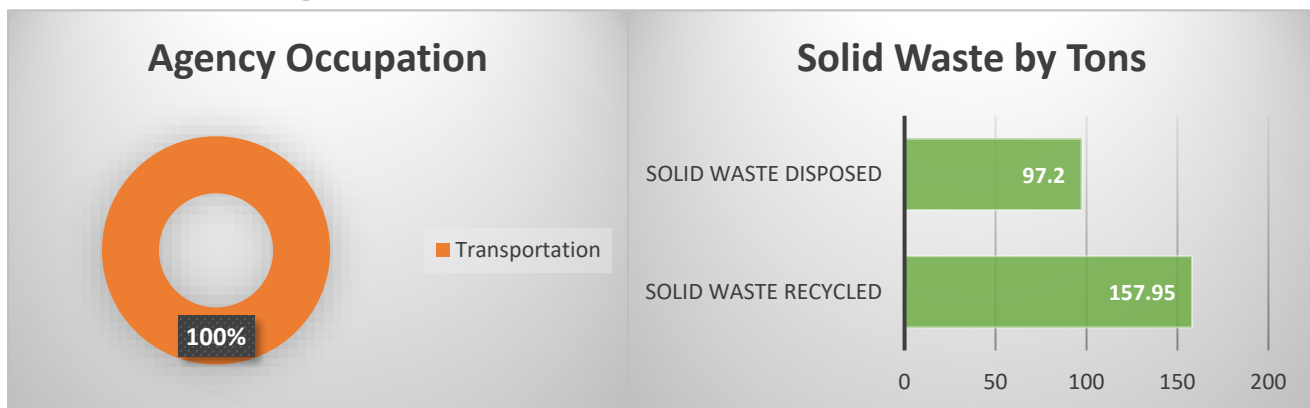 Agency Occupation
Transportation
100%
Solid Waste by Tons
SOLID WASTE DISPOSED
97.2
SOLID WASTE RECYCLED
157.95
0 50 100 150 200